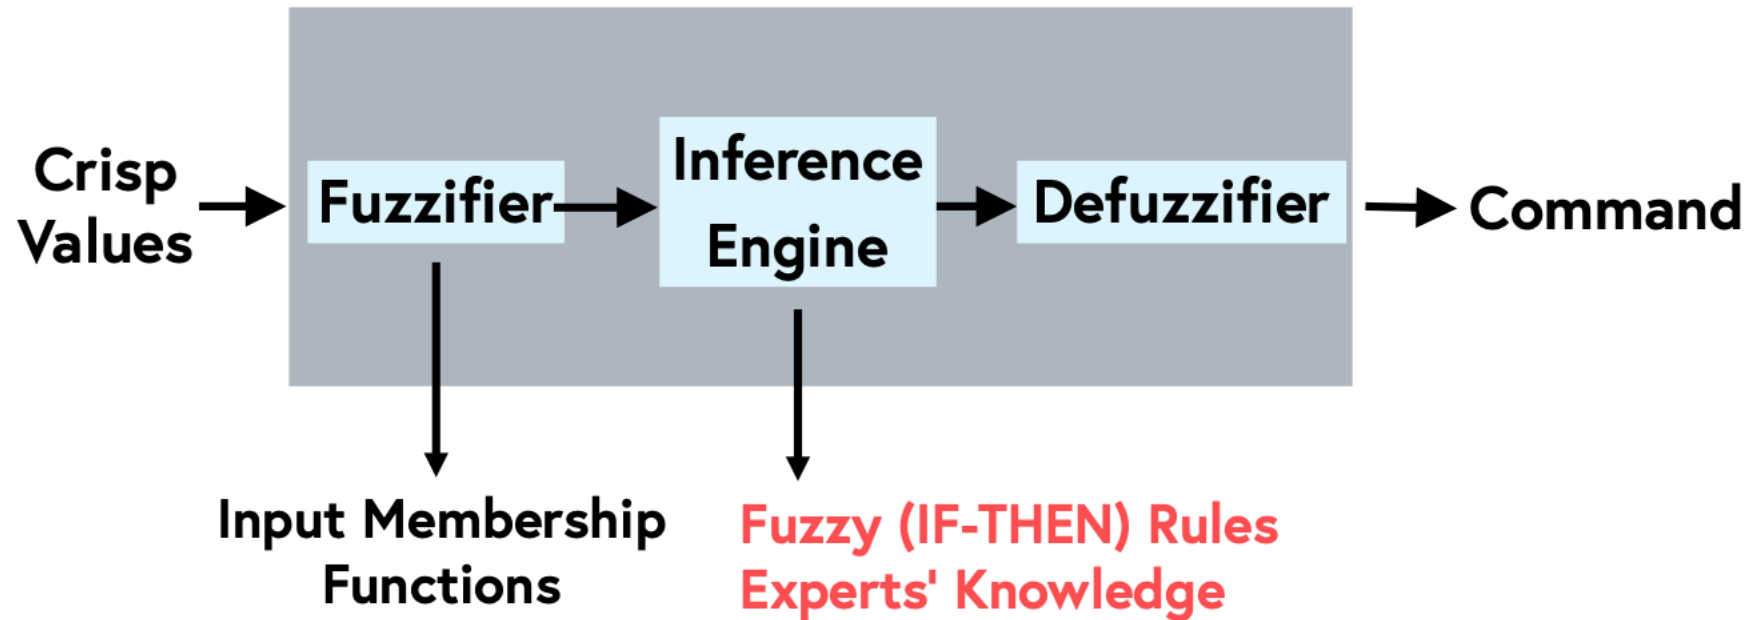 Crisp
Values
Fuzzifier
Inference
Engine
Defuzzifier
Command
Input Membership
Functions
Fuzzy (IF-THEN) Rules
Experts' Knowledge